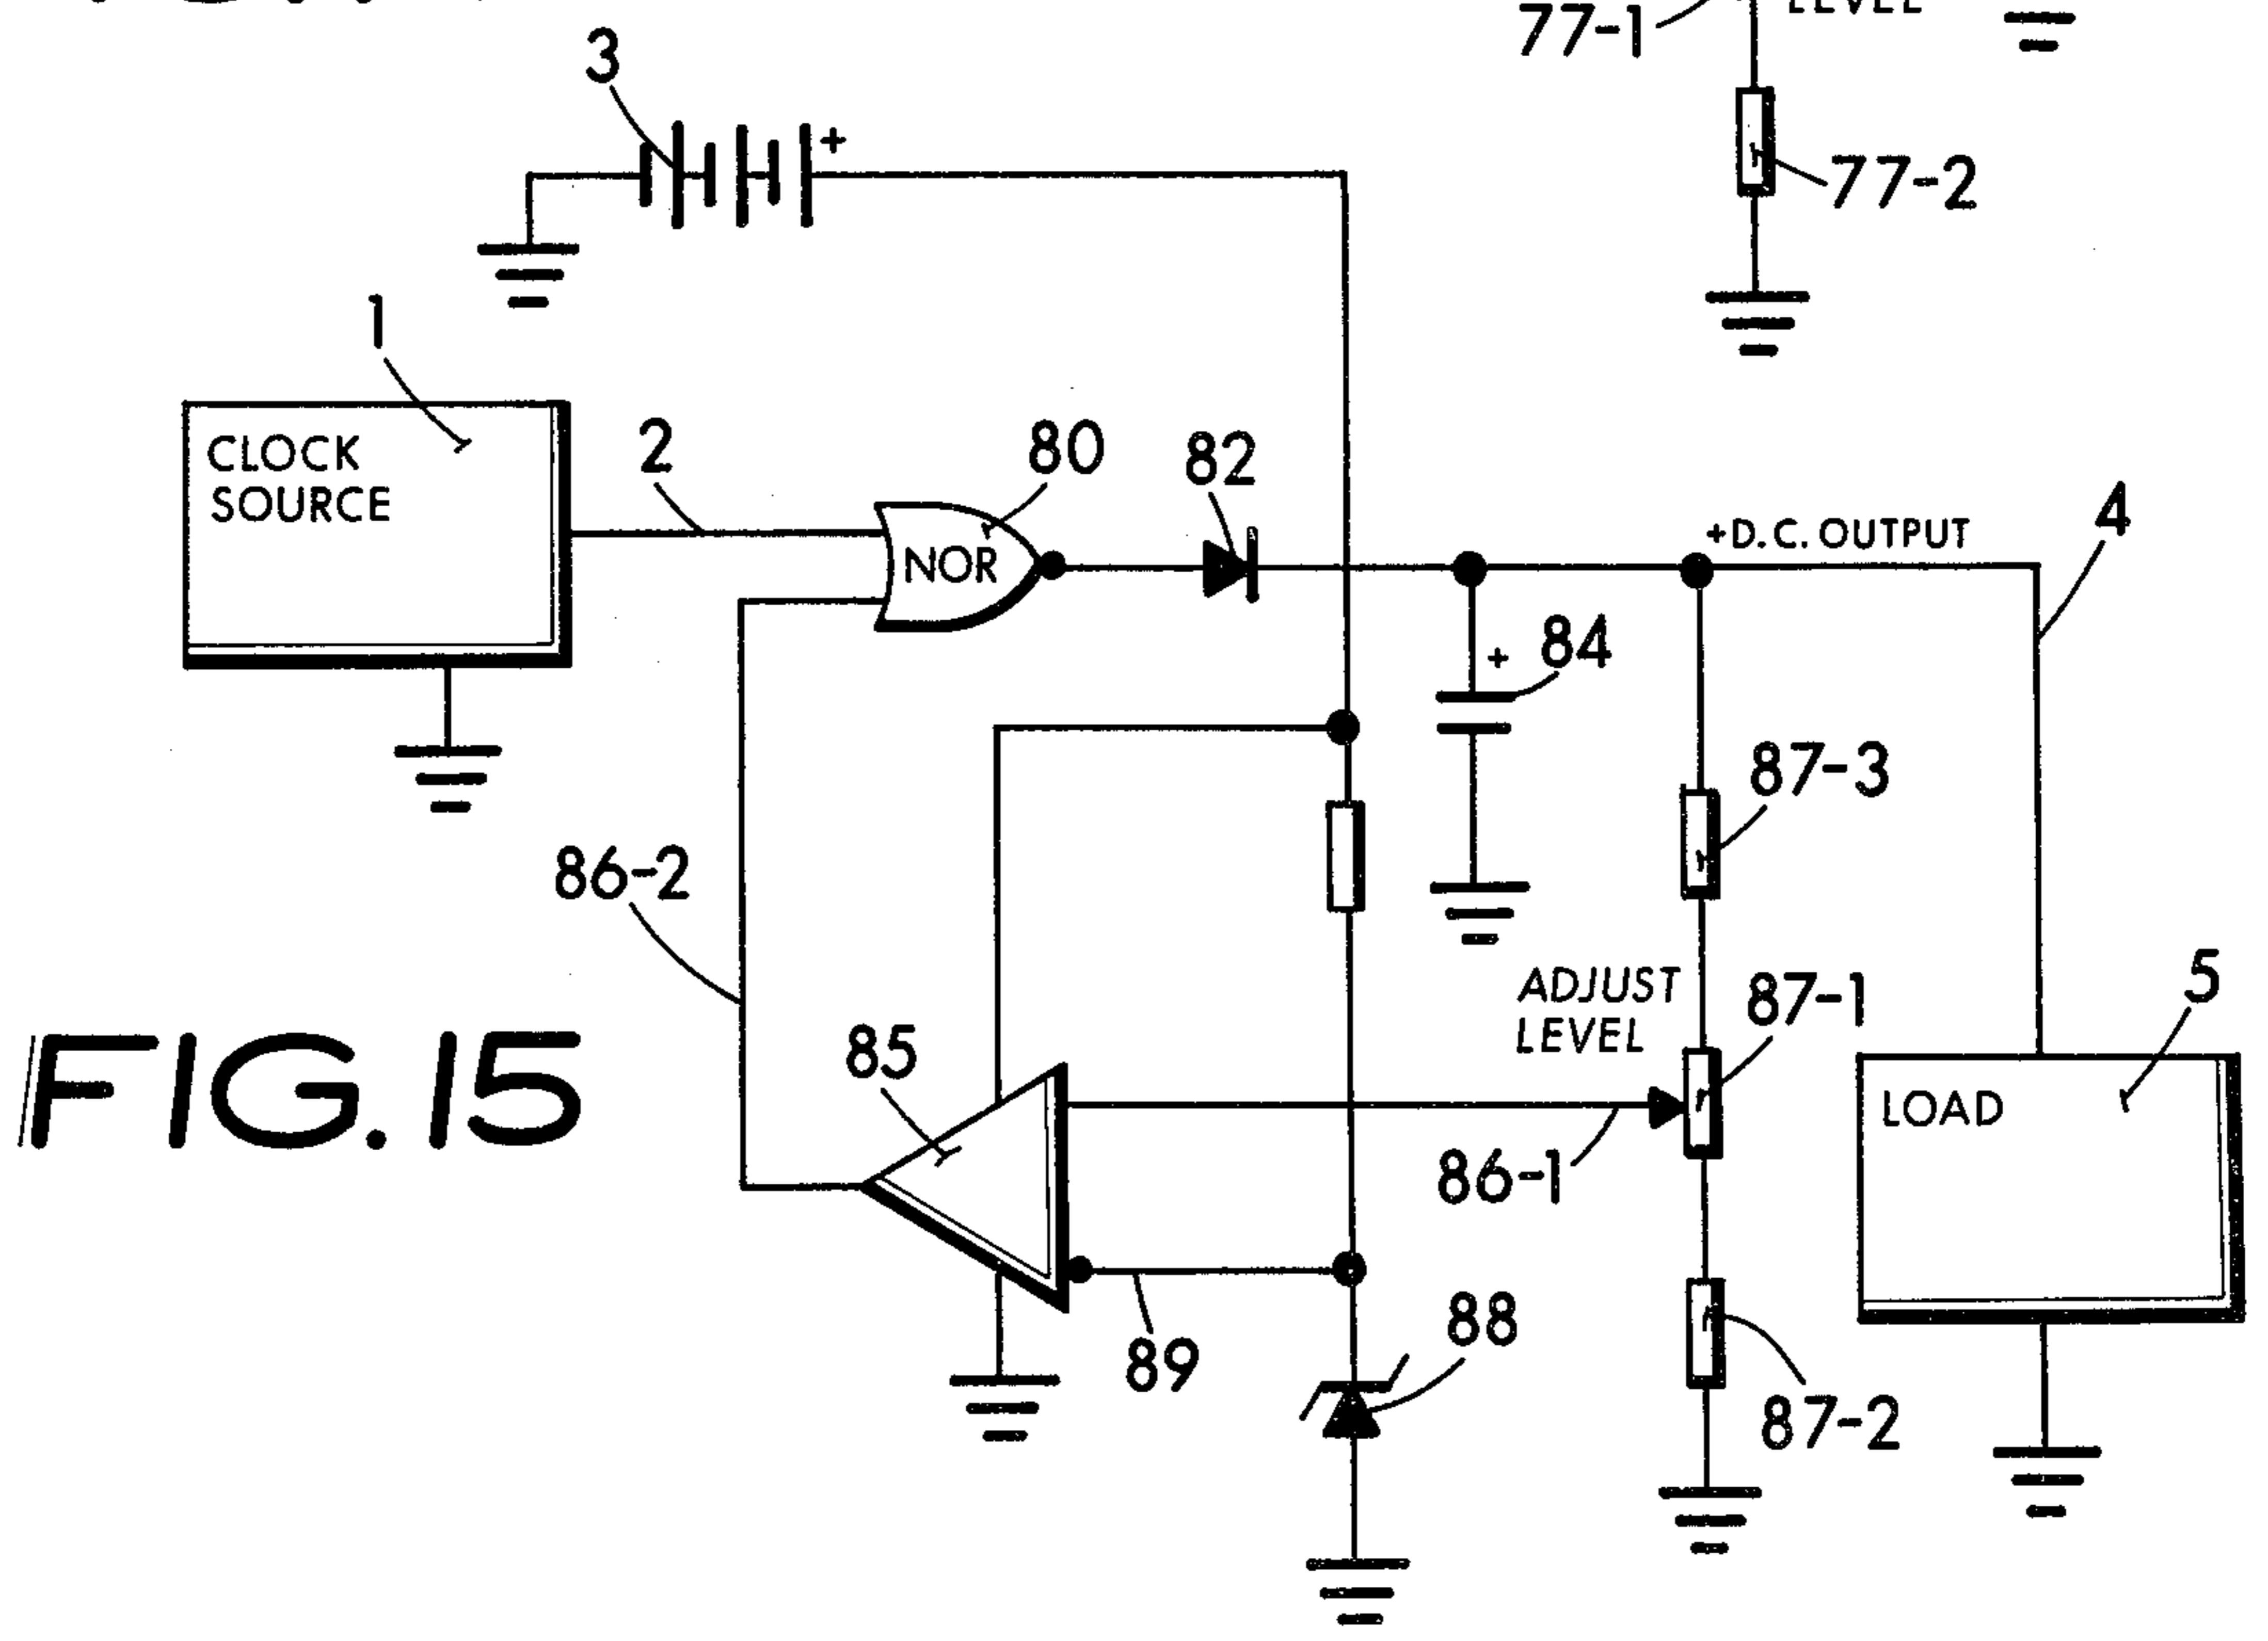 77-1
LEVEL
3
+
77-2
1
CLOCK
SOURCE
2
80
NOR
82
+D.C. OUTPUT
4
+
84
87-3
86-2
ADJUST
LEVEL
87-1
5
FIG. 15
85
LOAD
86-1
88
89
87-2